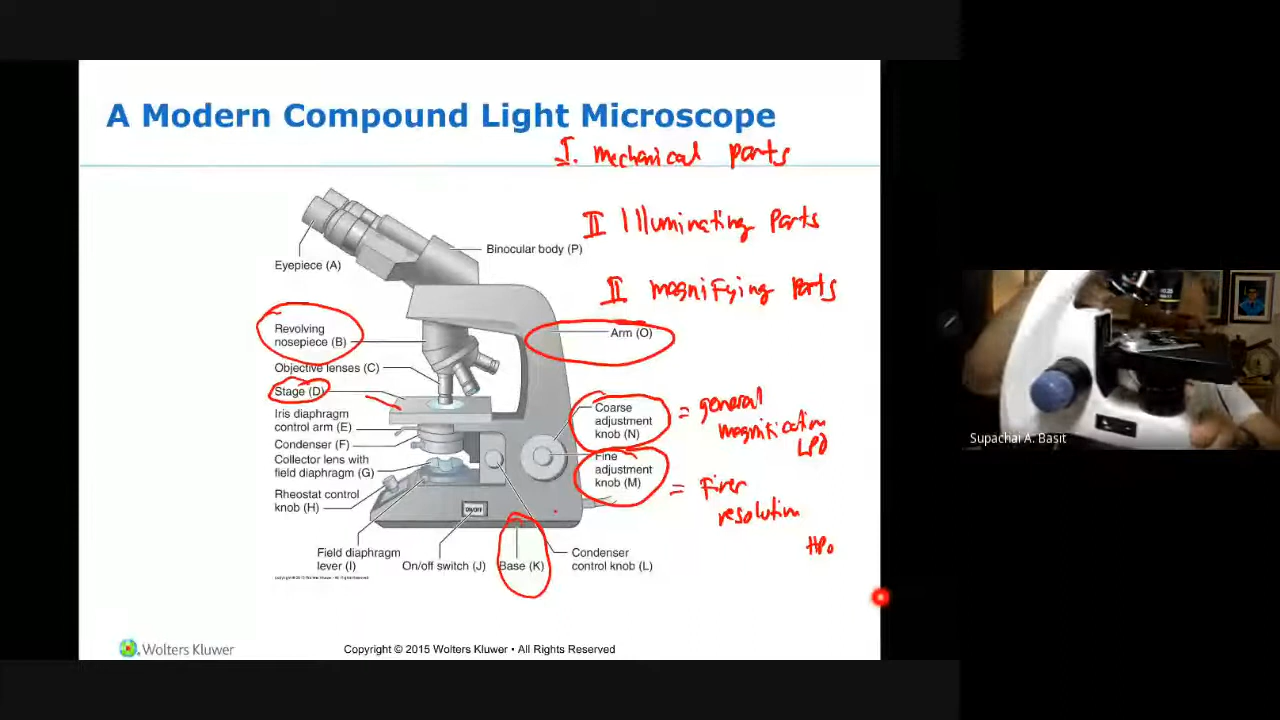 A Modern Compound Light Microscope
I. mechanical parts
II Illuminating Parts
II magnifying parts
Binocular body (P)
Eyepiece (A)
Revolving
nosepiece (B)
Arm (O)
Objective lenses (C)
Stage (D)
Iris diaphragm
control arm (E)
Condenser (F)
Collector lens with
field diaphragm (G)
Rheostat control
knob (H)
Coarse
adjustment
knob (N)
= general
magnification
LPO
Fine
adjustment
knob (M)
= Finer
resolution
HPO
ON/OFF
Field diaphragm
lever (I)
On/off switch (J)
Base (K)
Condenser
control knob (L)
Wolters Kluwer
Copyright © 2015 Wolters Kluwer • All Rights Reserved
Supachai A. Basit